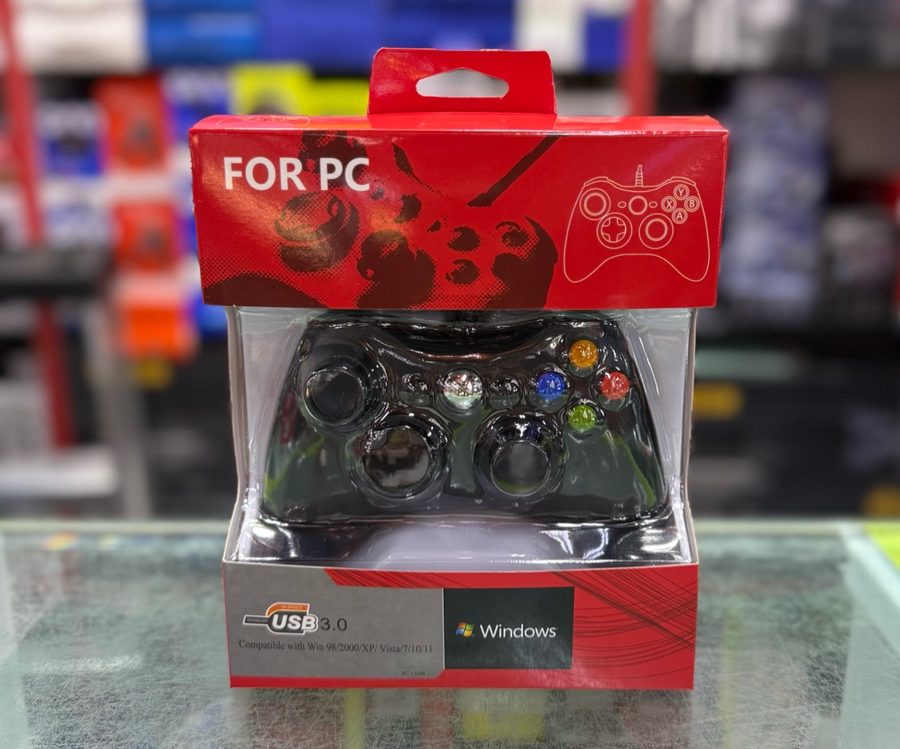 FOR PC
Y
X B
A
USB 3.0
Compatible with Win 98/2000/XP/ Vista/7/10/11
Windows